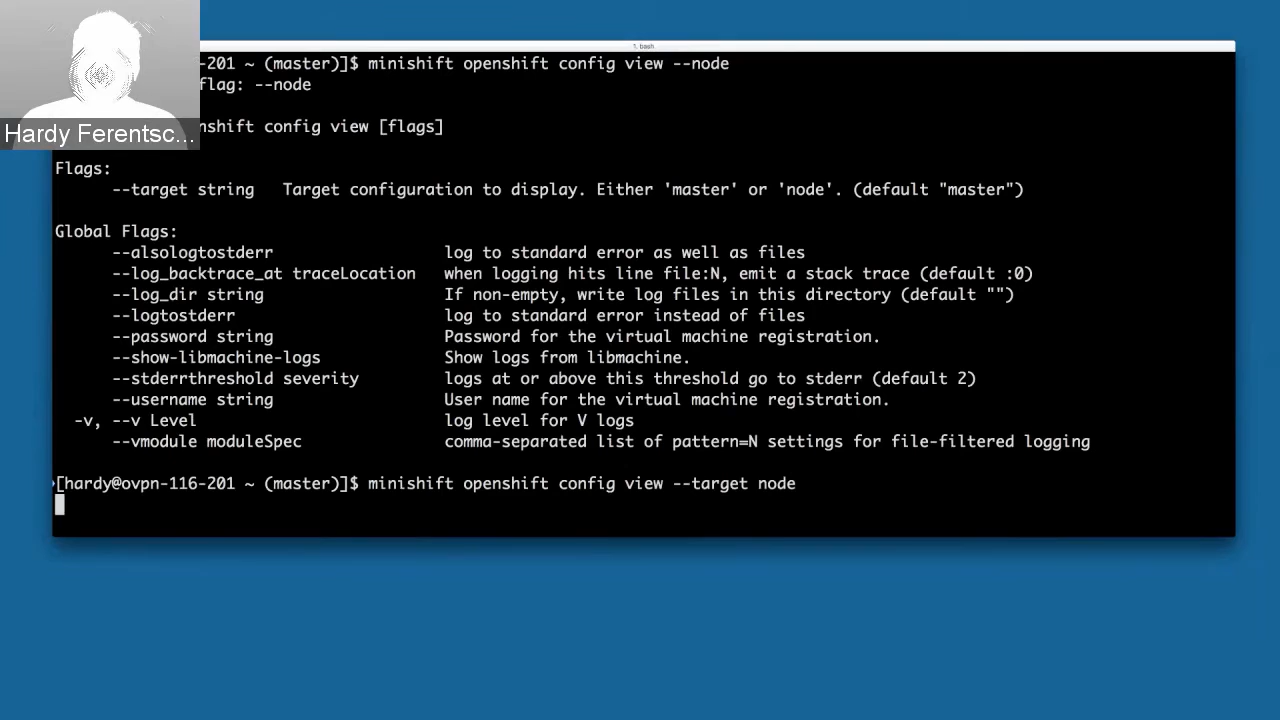 1. bash
-201 ~ (master)]$ minishift openshift config view --node
flag: --node
Hardy Ferentsc...
nshift config view [flags]
Flags:
--target string Target configuration to display. Either 'master' or 'node'. (default "master")
Global Flags:
--alsologtostderr log to standard error as well as files
--log_backtrace_at traceLocation when logging hits line file:N, emit a stack trace (default :0)
--log_dir string If non-empty, write log files in this directory (default "")
--logtostderr log to standard error instead of files
--password string Password for the virtual machine registration.
--show-libmachine-logs Show logs from libmachine.
--stderrthreshold severity logs at or above this threshold go to stderr (default 2)
--username string User name for the virtual machine registration.
-v, --v Level log level for V logs
--vmodule moduleSpec comma-separated list of pattern=N settings for file-filtered logging
[hardy@ovpn-116-201 ~ (master)]$ minishift openshift config view --target node